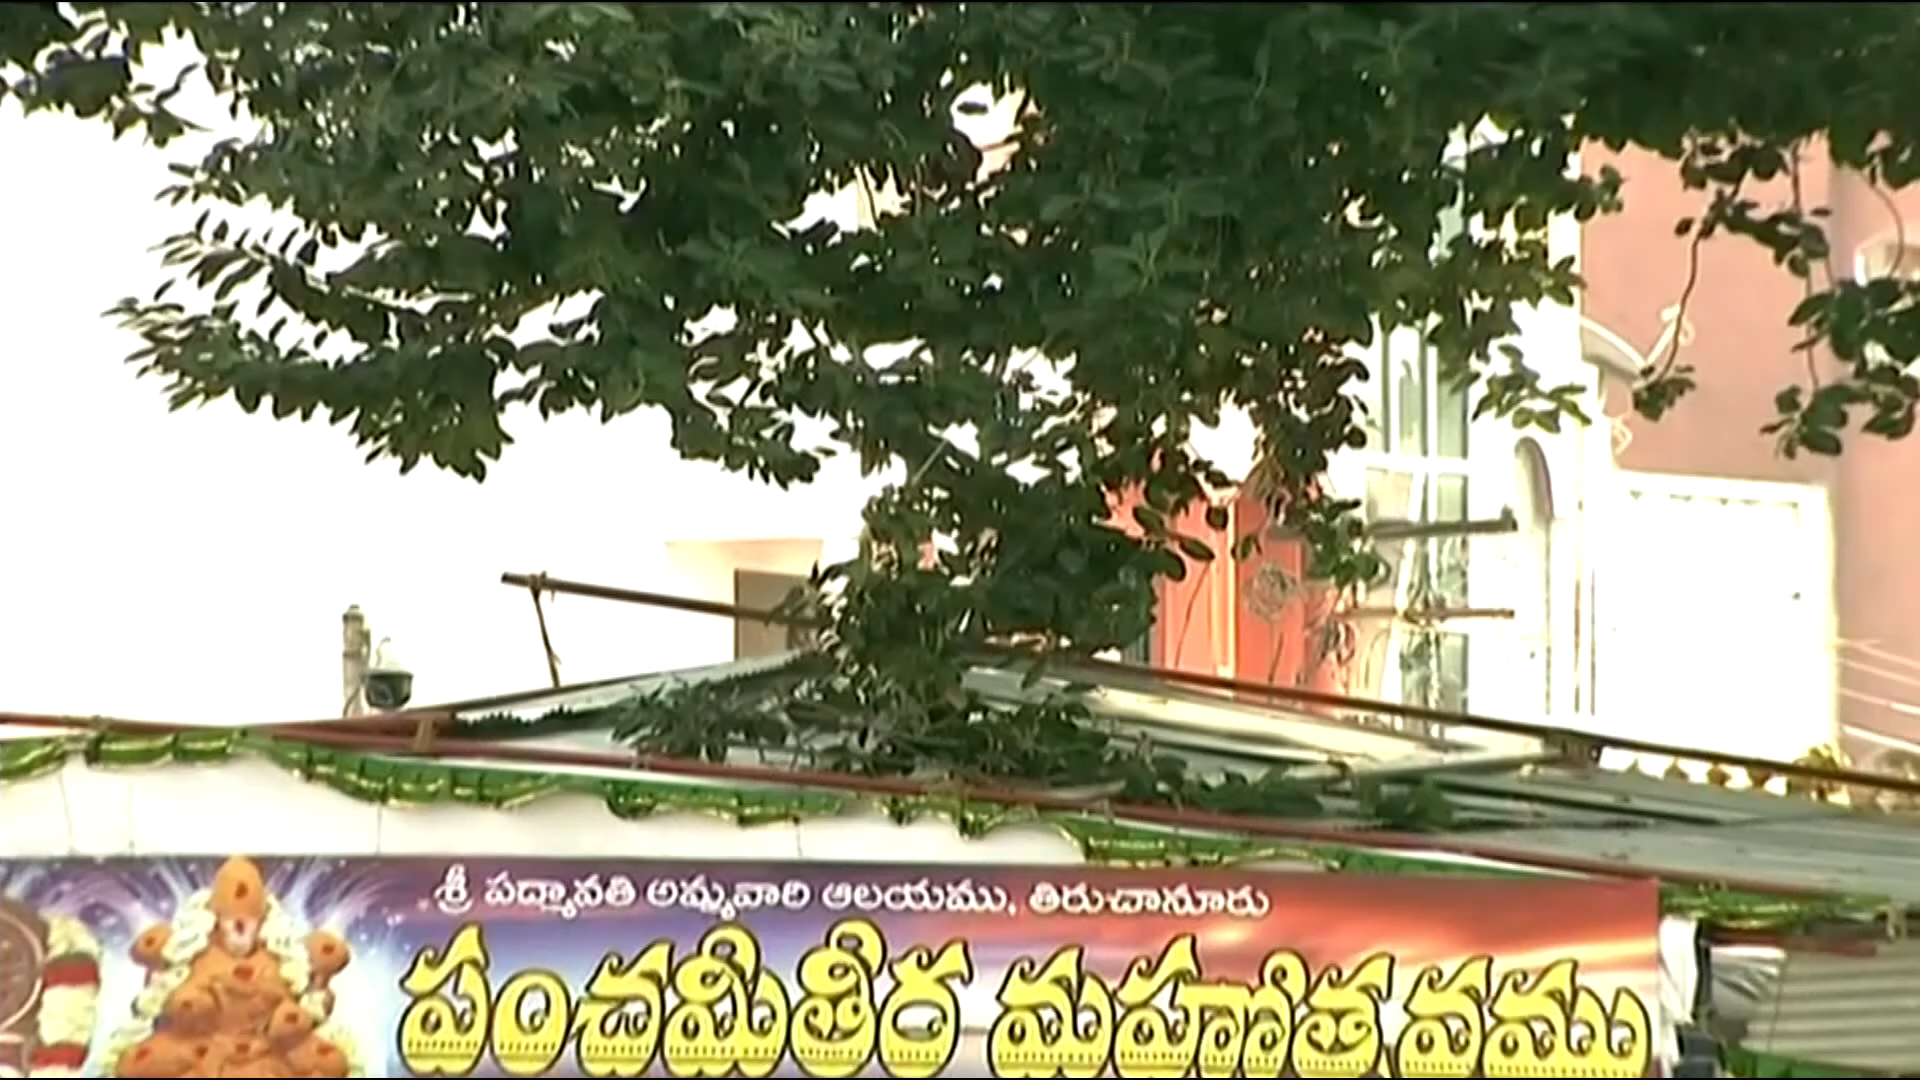 శ్రీ పద్మావతి అమ్మవారి ఆలయము, తిరుచానూరు
పంచమీతీర్థ మహోత్సవము